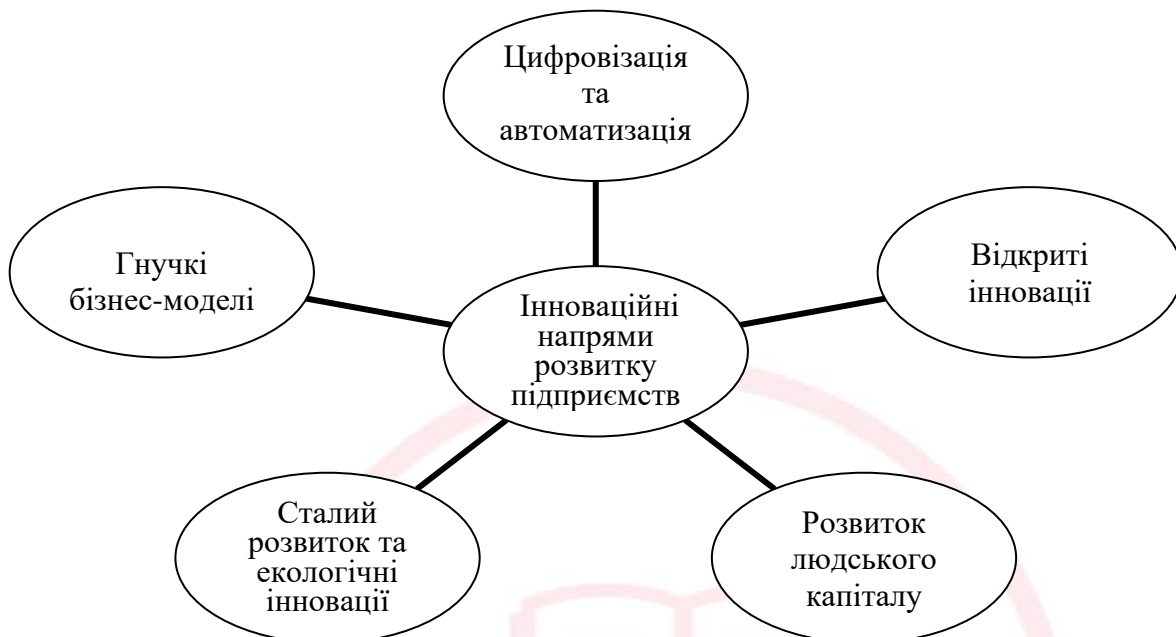 Цифровізація
та
автоматизація
Гнучкі
бізнес-моделі
Відкриті
інновації
Інноваційні
напрями
розвитку
підприємств
Сталий
розвиток та
екологічні
інновації
Розвиток
людського
капіталу